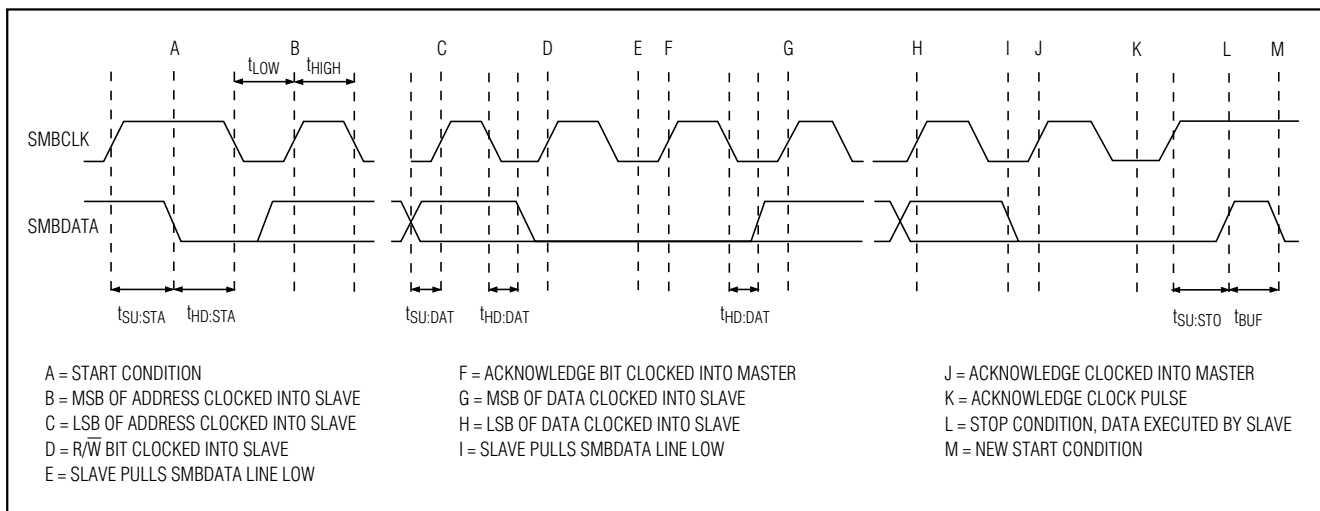 A B C D E F G H I J K L M
tLOW tHIGH
SMBCLK
SMBDATA
tSU:STA tHD:STA tSU:DAT tHD:DAT tHD:DAT tSU:STO tBUF
A = START CONDITION
B = MSB OF ADDRESS CLOCKED INTO SLAVE
C = LSB OF ADDRESS CLOCKED INTO SLAVE
D = R/W̅ BIT CLOCKED INTO SLAVE
E = SLAVE PULLS SMBDATA LINE LOW
F = ACKNOWLEDGE BIT CLOCKED INTO MASTER
G = MSB OF DATA CLOCKED INTO SLAVE
H = LSB OF DATA CLOCKED INTO SLAVE
I = SLAVE PULLS SMBDATA LINE LOW
J = ACKNOWLEDGE CLOCKED INTO MASTER
K = ACKNOWLEDGE CLOCK PULSE
L = STOP CONDITION, DATA EXECUTED BY SLAVE
M = NEW START CONDITION